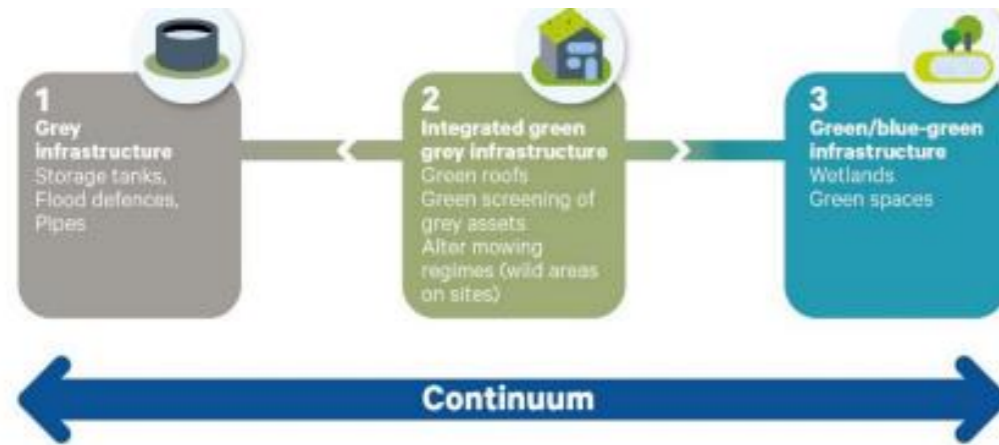 1
Grey
infrastructure
Storage tanks,
Flood defences,
Pipes
2
Integrated green
grey infrastructure
Green roofs
Green screening of
grey assets
Alter mowing
regimes (wild areas
on sites)
3
Green/blue-green
infrastructure
Wetlands
Green spaces
Continuum